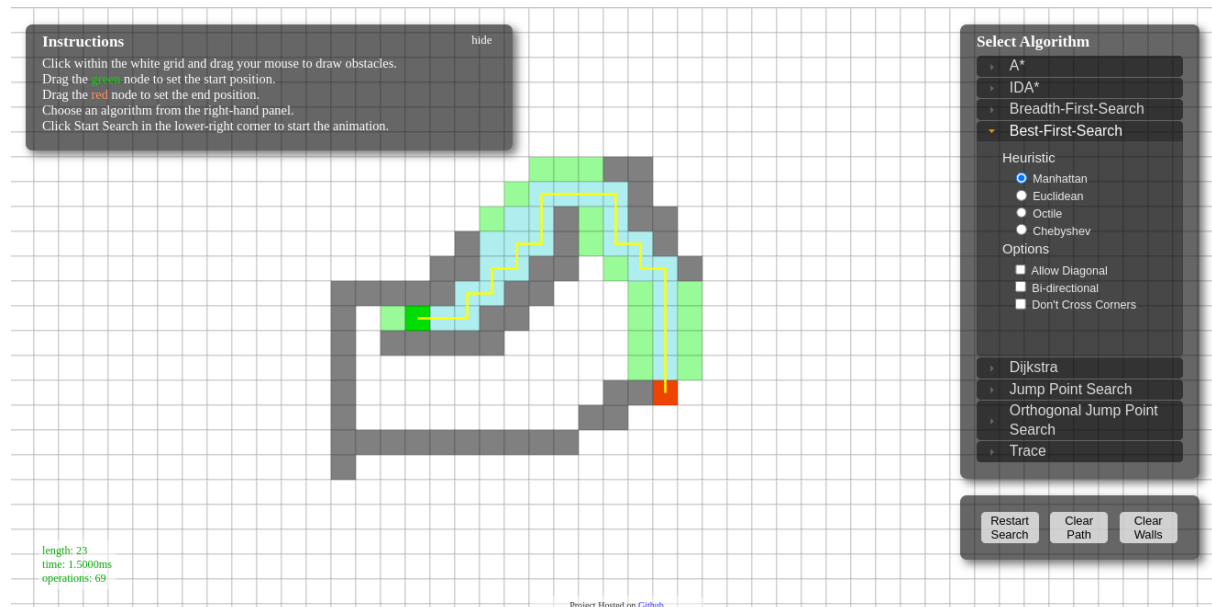 Instructions
hide
Click within the white grid and drag your mouse to draw obstacles.
Drag the green node to set the start position.
Drag the red node to set the end position.
Choose an algorithm from the right-hand panel.
Click Start Search in the lower-right corner to start the animation.
Select Algorithm
A*
IDA*
Breadth-First-Search
Best-First-Search
Heuristic
Manhattan
Euclidean
Octile
Chebyshev
Options
Allow Diagonal
Bi-directional
Don't Cross Corners
Dijkstra
Jump Point Search
Orthogonal Jump Point
Search
Trace
Restart
Search
Clear
Path
Clear
Walls
length: 23
time: 1.5000ms
operations: 69
Project Hosted on Github